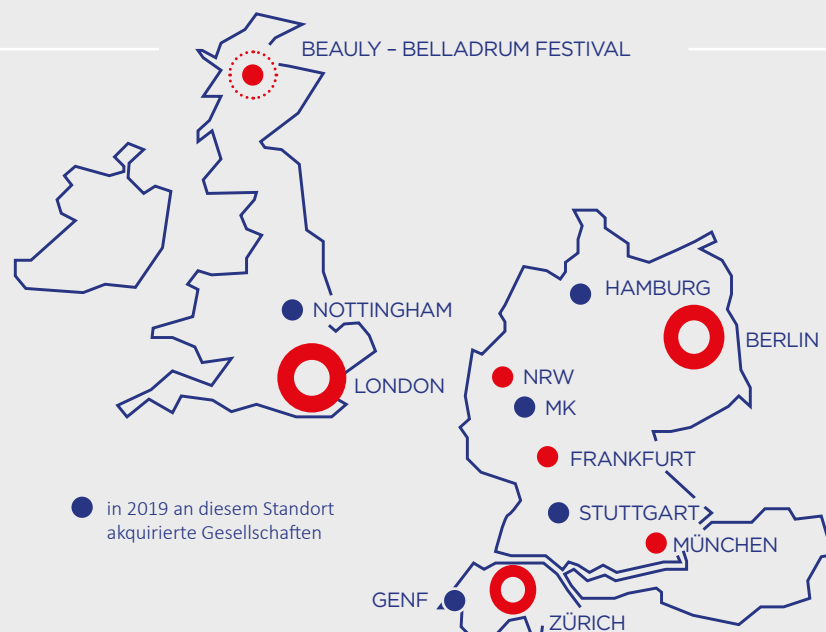 BEAULY – BELLADRUM FESTIVAL
HAMBURG
NOTTINGHAM
BERLIN
NRW
LONDON
MK
FRANKFURT
in 2019 an diesem Standort
akquirierte Gesellschaften
STUTTGART
MÜNCHEN
GENF
ZÜRICH